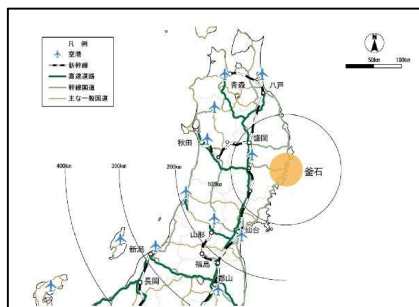 凡 例
空港
新幹線
高速道路
幹線国道
主な一般国道
N
50km 100km
青森
八戸
秋田
盛岡
釜石
400km
300km
200km
100km
仙台
山形
新潟
福島
長岡
郡山